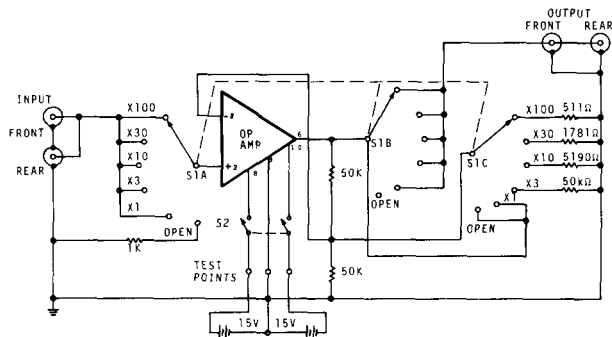 OUTPUT
FRONT REAR
INPUT
FRONT
REAR
X100
X30
X10
X3
X1
OPEN
S1A
1K
- 3
+ 2
OP
AMP
6
10
9
8
S2
TEST
POINTS
15V 15V
50K
50K
S1B
OPEN
S1C
X100 511Ω
X30 1781Ω
X10 5190Ω
X3 50kΩ
X1
OPEN